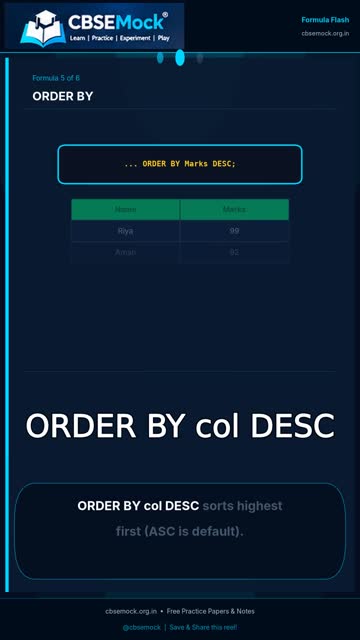 CBSEMock®
Learn | Practice | Experiment | Play
Formula Flash
cbsemock.org.in
Formula 5 of 6
ORDER BY
... ORDER BY Marks DESC;
Name Marks
Riya 99
Aman 92
ORDER BY col DESC
ORDER BY col DESC sorts highest
first (ASC is default).
cbsemock.org.in • Free Practice Papers & Notes
@cbsemock | Save & Share this reel!